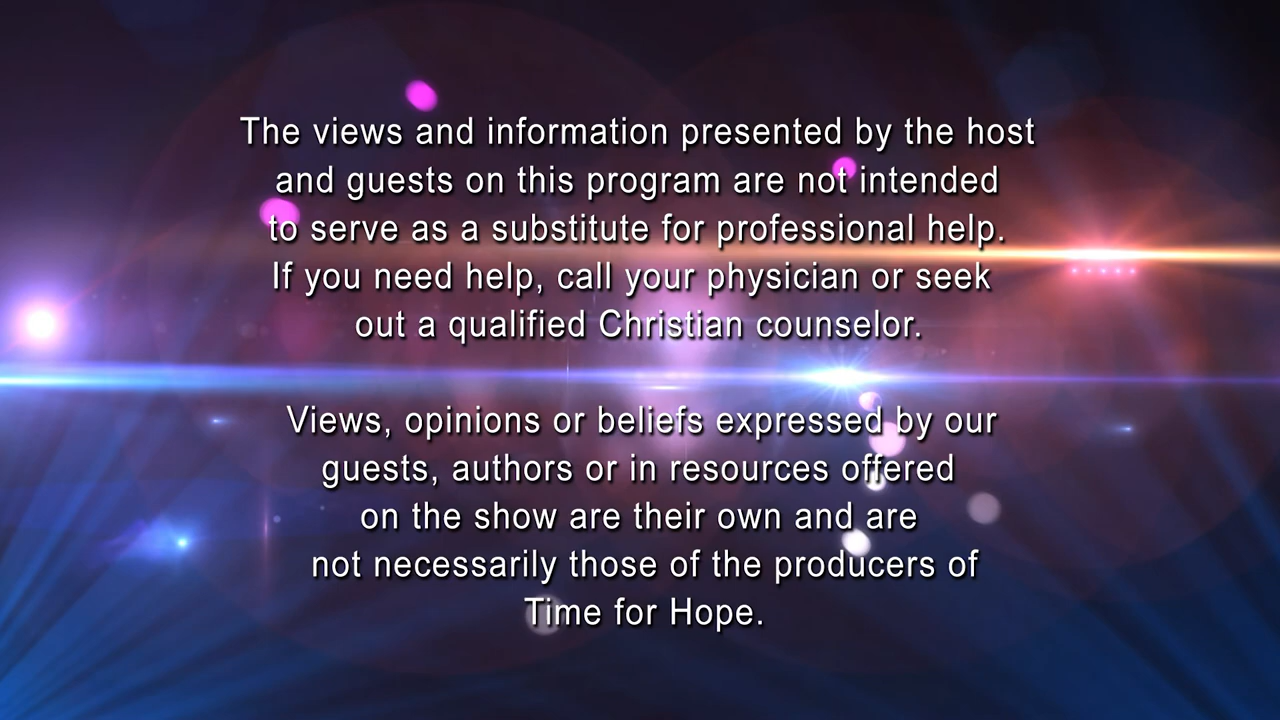 The views and information presented by the host
and guests on this program are not intended
to serve as a substitute for professional help.
If you need help, call your physician or seek
out a qualified Christian counselor.
Views, opinions or beliefs expressed by our
guests, authors or in resources offered
on the show are their own and are
not necessarily those of the producers of
Time for Hope.